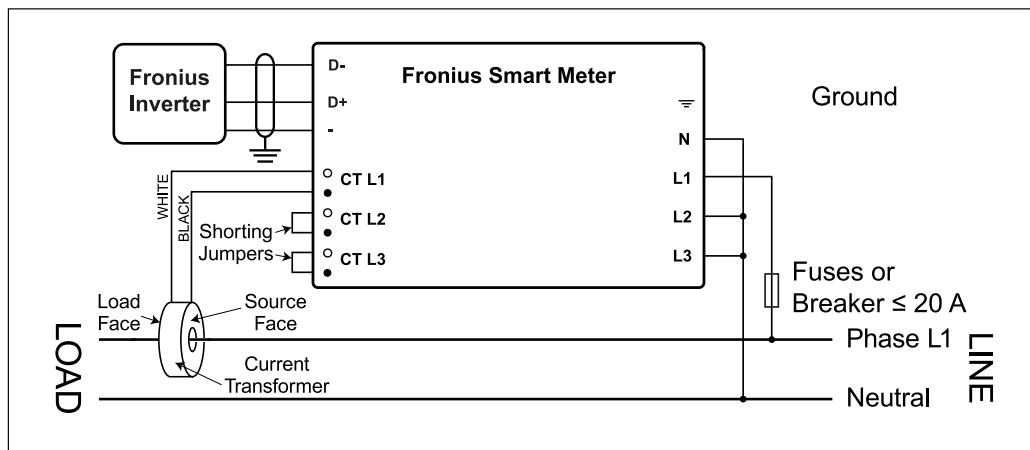 Fronius
Inverter
Fronius Smart Meter
D-
D+
-
CT L1
CT L2
CT L3
N
L1
L2
L3
Ground
WHITE
BLACK
Shorting
Jumpers
Load
Face
Source
Face
Current
Transformer
Fuses or
Breaker ≤ 20 A
Phase L1
Neutral
LOAD
LINE